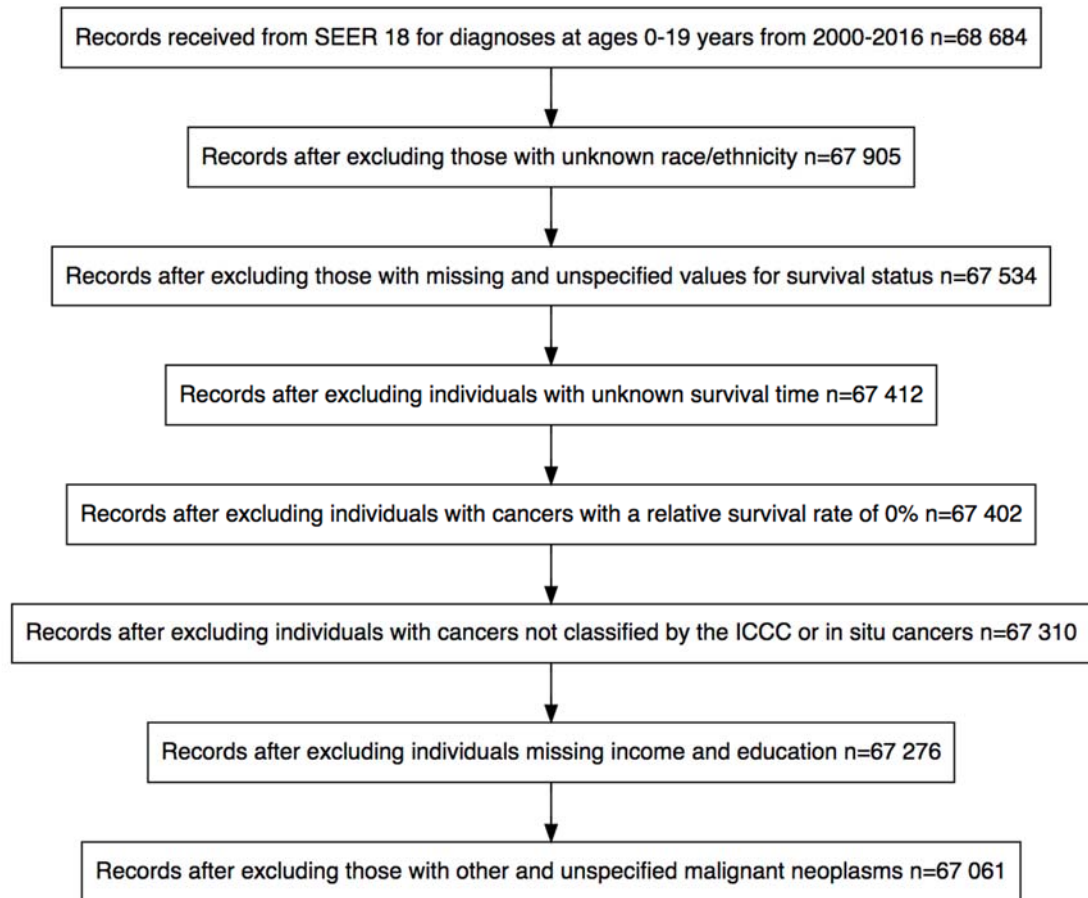 Records received from SEER 18 for diagnoses at ages 0-19 years from 2000-2016 n=68 684
Records after excluding those with unknown race/ethnicity n=67 905
Records after excluding those with missing and unspecified values for survival status n=67 534
Records after excluding individuals with unknown survival time n=67 412
Records after excluding individuals with cancers with a relative survival rate of 0% n=67 402
Records after excluding individuals with cancers not classified by the ICCC or in situ cancers n=67 310
Records after excluding individuals missing income and education n=67 276
Records after excluding those with other and unspecified malignant neoplasms n=67 061